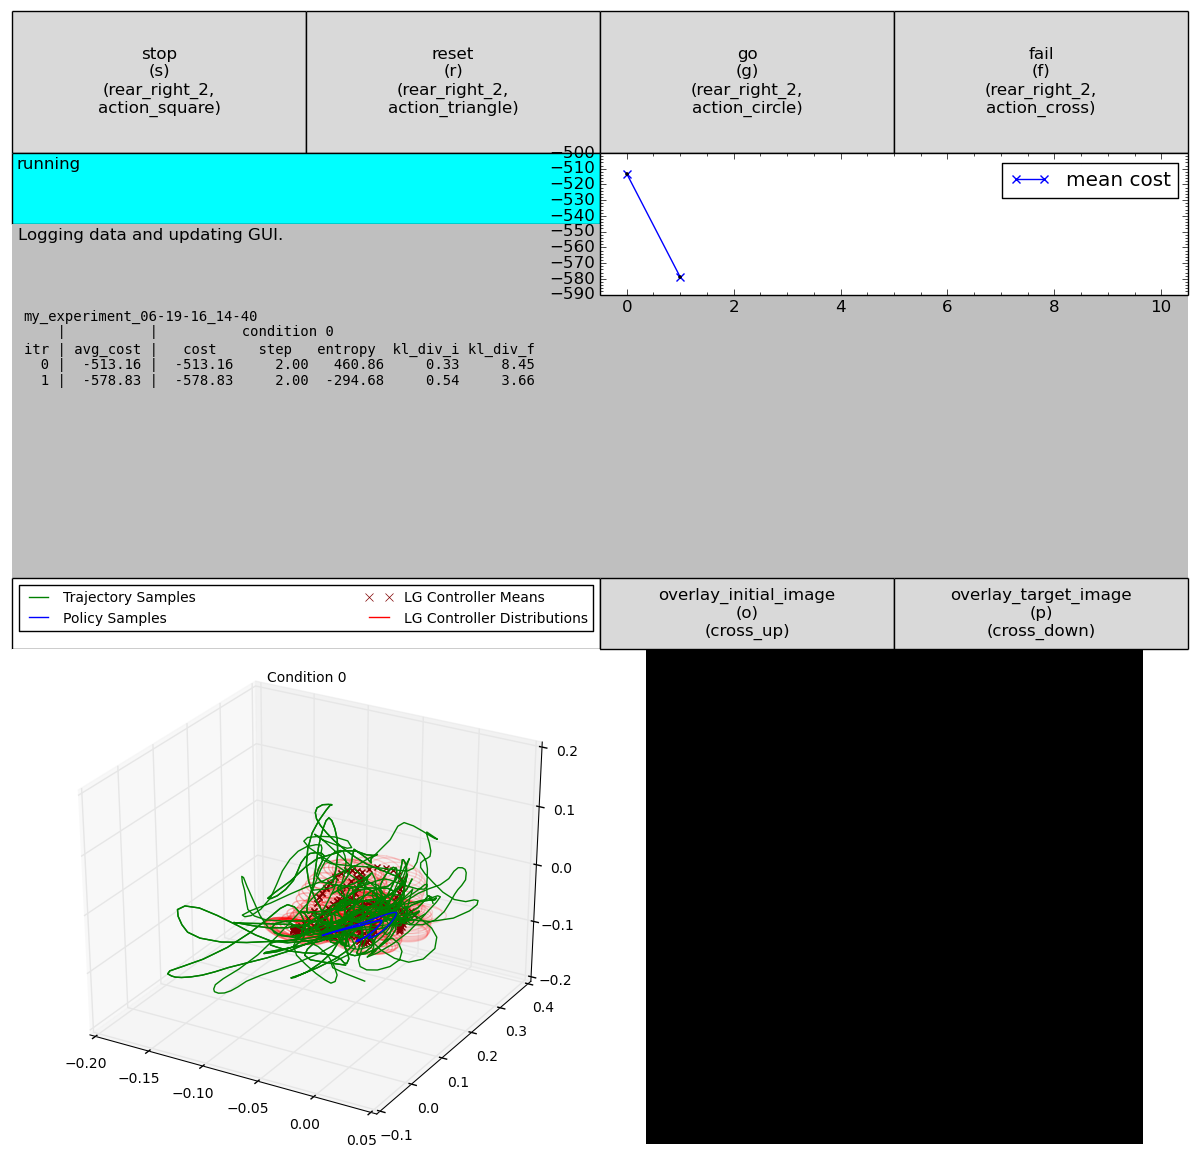 stop
(s)
(rear_right_2,
action_square)
reset
(r)
(rear_right_2,
action_triangle)
go
(g)
(rear_right_2,
action_circle)
fail
(f)
(rear_right_2,
action_cross)
running
−500
−510
−520
−530
−540
−550
−560
−570
−580
−590
0 2 4 6 8 10
mean cost
Logging data and updating GUI.
my_experiment_06-19-16_14-40
| | condition 0
itr | avg_cost | cost step entropy kl_div_i kl_div_f
0 | -513.16 | -513.16 2.00 460.86 0.33 8.45
1 | -578.83 | -578.83 2.00 -294.68 0.54 3.66
Trajectory Samples
Policy Samples
LG Controller Means
LG Controller Distributions
overlay_initial_image
(o)
(cross_up)
overlay_target_image
(p)
(cross_down)
Condition 0
0.2
0.1
0.0
−0.1
−0.2
0.4
0.3
0.2
0.1
0.0
−0.1
−0.20
−0.15
−0.10
−0.05
0.00
0.05